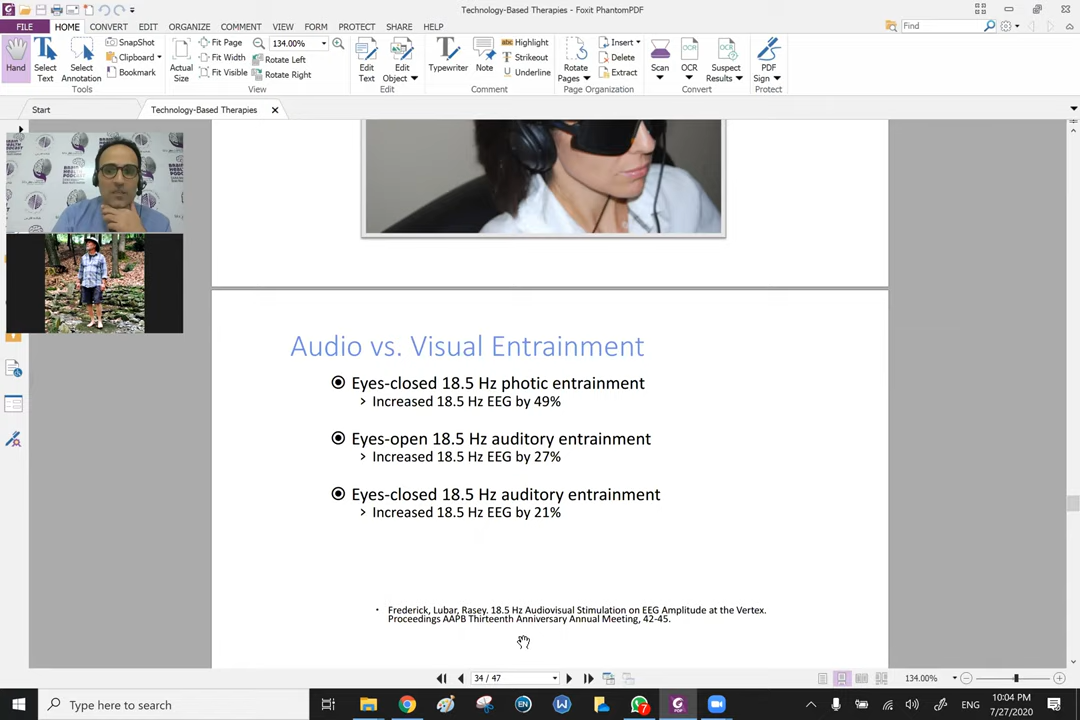 Technology-Based Therapies - Foxit PhantomPDF
FILE HOME CONVERT EDIT ORGANIZE COMMENT VIEW FORM PROTECT SHARE HELP
Find
Hand
Select Text
Select Annotation
SnapShot
Clipboard
Bookmark
Tools
Actual Size
Fit Page
Fit Width
Fit Visible
134.00%
Rotate Left
Rotate Right
View
Edit Text
Edit Object
Edit
Typewriter
Note
Highlight
Strikeout
Underline
Comment
Rotate Pages
Insert
Delete
Extract
Page Organization
Scan
OCR
Suspect Results
Convert
PDF Sign
Protect
Start
Technology-Based Therapies
Audio vs. Visual Entrainment
Eyes-closed 18.5 Hz photic entrainment
Increased 18.5 Hz EEG by 49%
Eyes-open 18.5 Hz auditory entrainment
Increased 18.5 Hz EEG by 27%
Eyes-closed 18.5 Hz auditory entrainment
Increased 18.5 Hz EEG by 21%
Frederick, Lubar, Rasey. 18.5 Hz Audiovisual Stimulation on EEG Amplitude at the Vertex.
Proceedings AAPB Thirteenth Anniversary Annual Meeting, 42-45.
34 / 47
134.00%
Type here to search
ENG
10:04 PM
7/27/2020